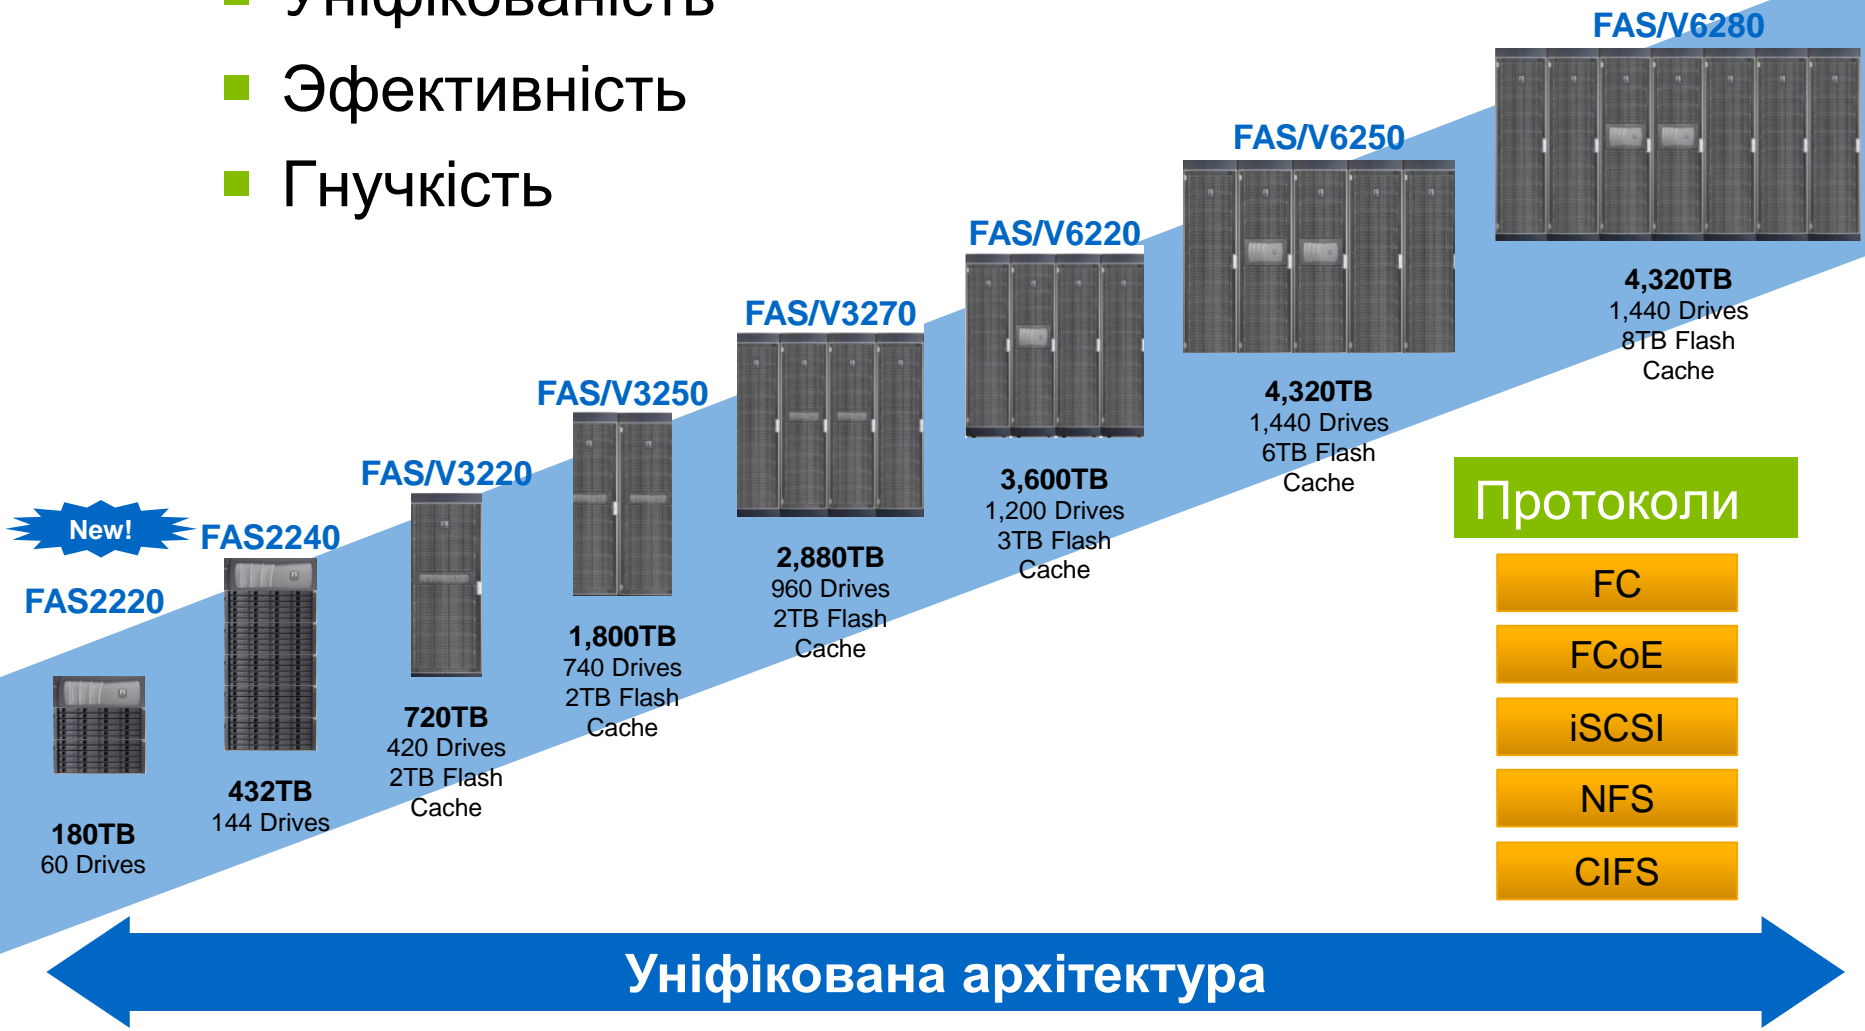 Уніфікованість
Эфективність
Гнучкість
FAS/V6280
4,320TB
1,440 Drives
8TB Flash
Cache
FAS/V6250
4,320TB
1,440 Drives
6TB Flash
Cache
FAS/V6220
3,600TB
1,200 Drives
3TB Flash
Cache
FAS/V3270
2,880TB
960 Drives
2TB Flash
Cache
FAS/V3250
1,800TB
740 Drives
2TB Flash
Cache
FAS/V3220
720TB
420 Drives
2TB Flash
Cache
New!
FAS2240
432TB
144 Drives
FAS2220
180TB
60 Drives
Протоколи
FC
FCoE
iSCSI
NFS
CIFS
Уніфікована архітектура